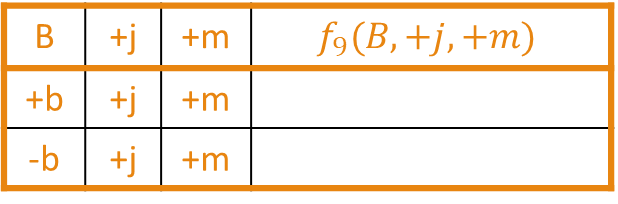 B +j +m f₉(B, +j, +m)
+b +j +m
-b +j +m